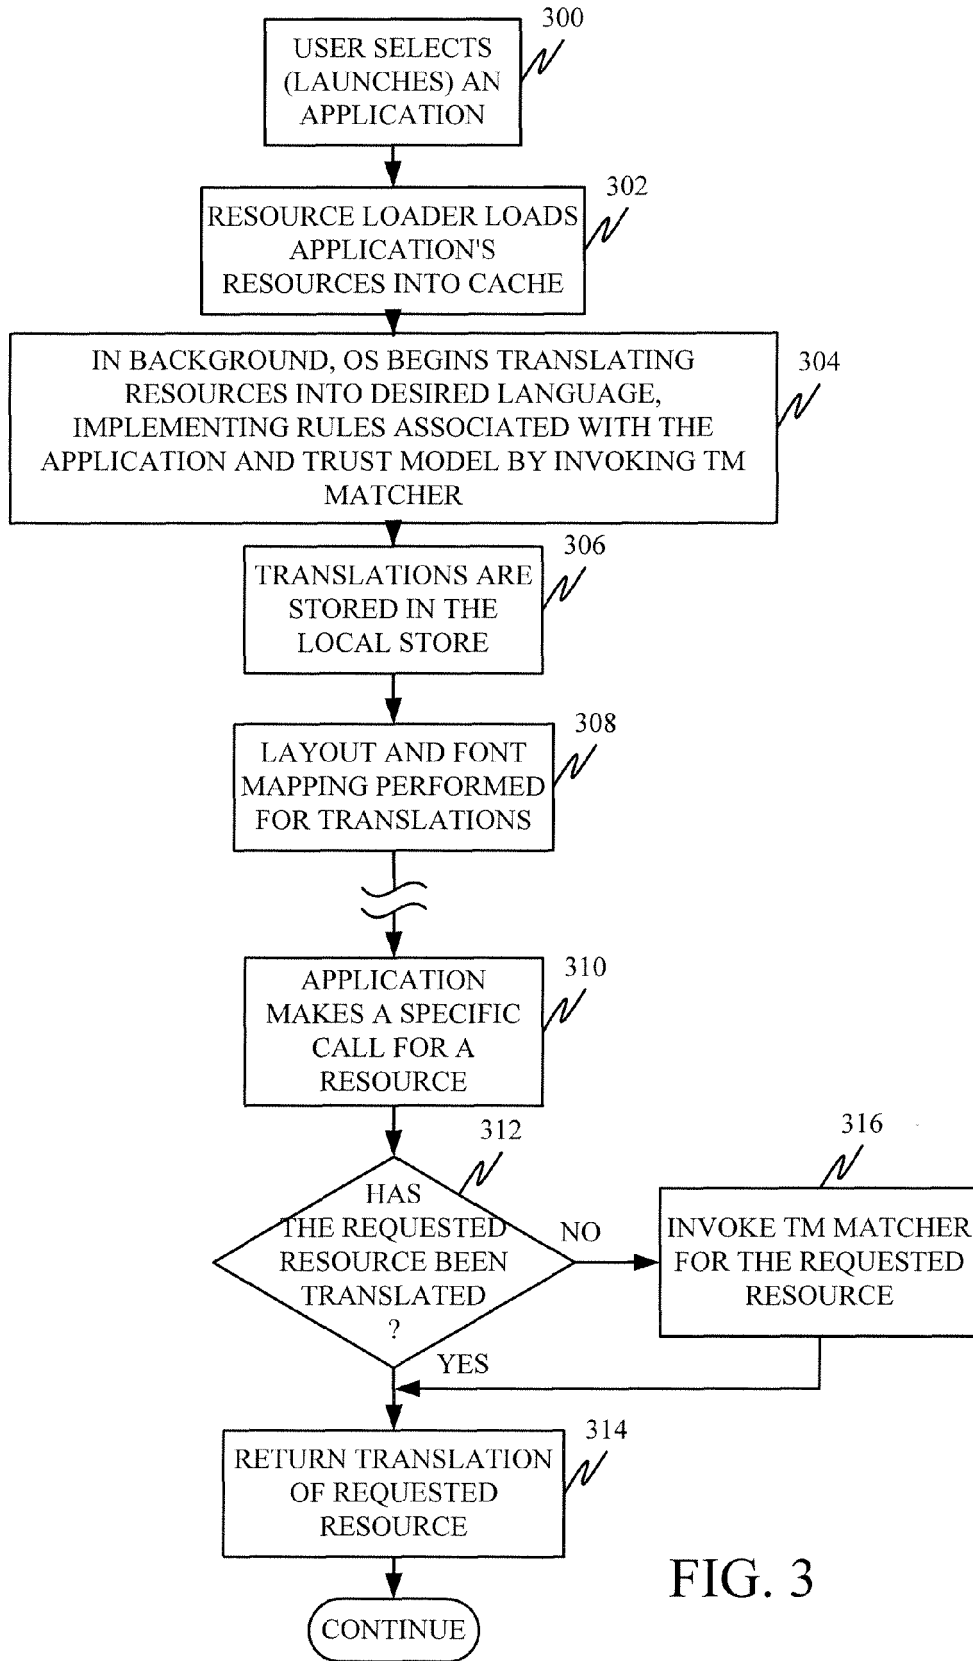 300
USER SELECTS
(LAUNCHES) AN
APPLICATION
302
RESOURCE LOADER LOADS
APPLICATION'S
RESOURCES INTO CACHE
304
IN BACKGROUND, OS BEGINS TRANSLATING
RESOURCES INTO DESIRED LANGUAGE,
IMPLEMENTING RULES ASSOCIATED WITH THE
APPLICATION AND TRUST MODEL BY INVOKING TM
MATCHER
306
TRANSLATIONS ARE
STORED IN THE
LOCAL STORE
308
LAYOUT AND FONT
MAPPING PERFORMED
FOR TRANSLATIONS
310
APPLICATION
MAKES A SPECIFIC
CALL FOR A
RESOURCE
312
HAS
THE REQUESTED
RESOURCE BEEN
TRANSLATED
?
NO
316
INVOKE TM MATCHER
FOR THE REQUESTED
RESOURCE
YES
314
RETURN TRANSLATION
OF REQUESTED
RESOURCE
CONTINUE
FIG. 3